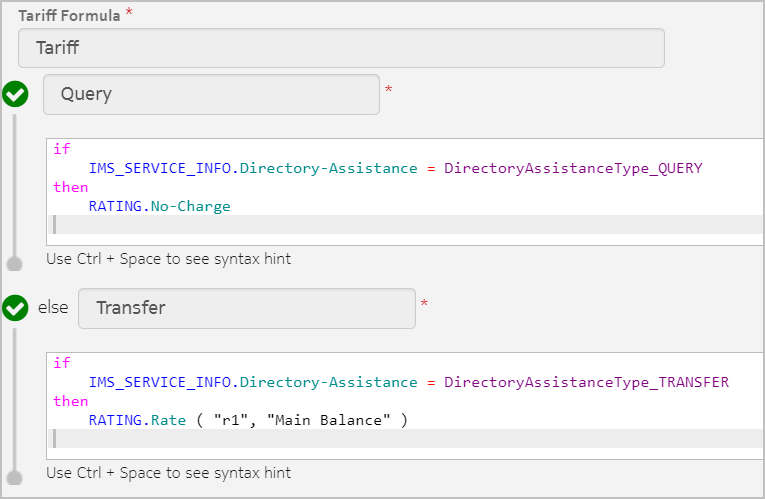 Tariff Formula *
Tariff
Query *
if
IMS_SERVICE_INFO.Directory-Assistance = DirectoryAssistanceType_QUERY
then
RATING.No-Charge
Use Ctrl + Space to see syntax hint
else Transfer *
if
IMS_SERVICE_INFO.Directory-Assistance = DirectoryAssistanceType_TRANSFER
then
RATING.Rate ( "r1", "Main Balance" )
Use Ctrl + Space to see syntax hint